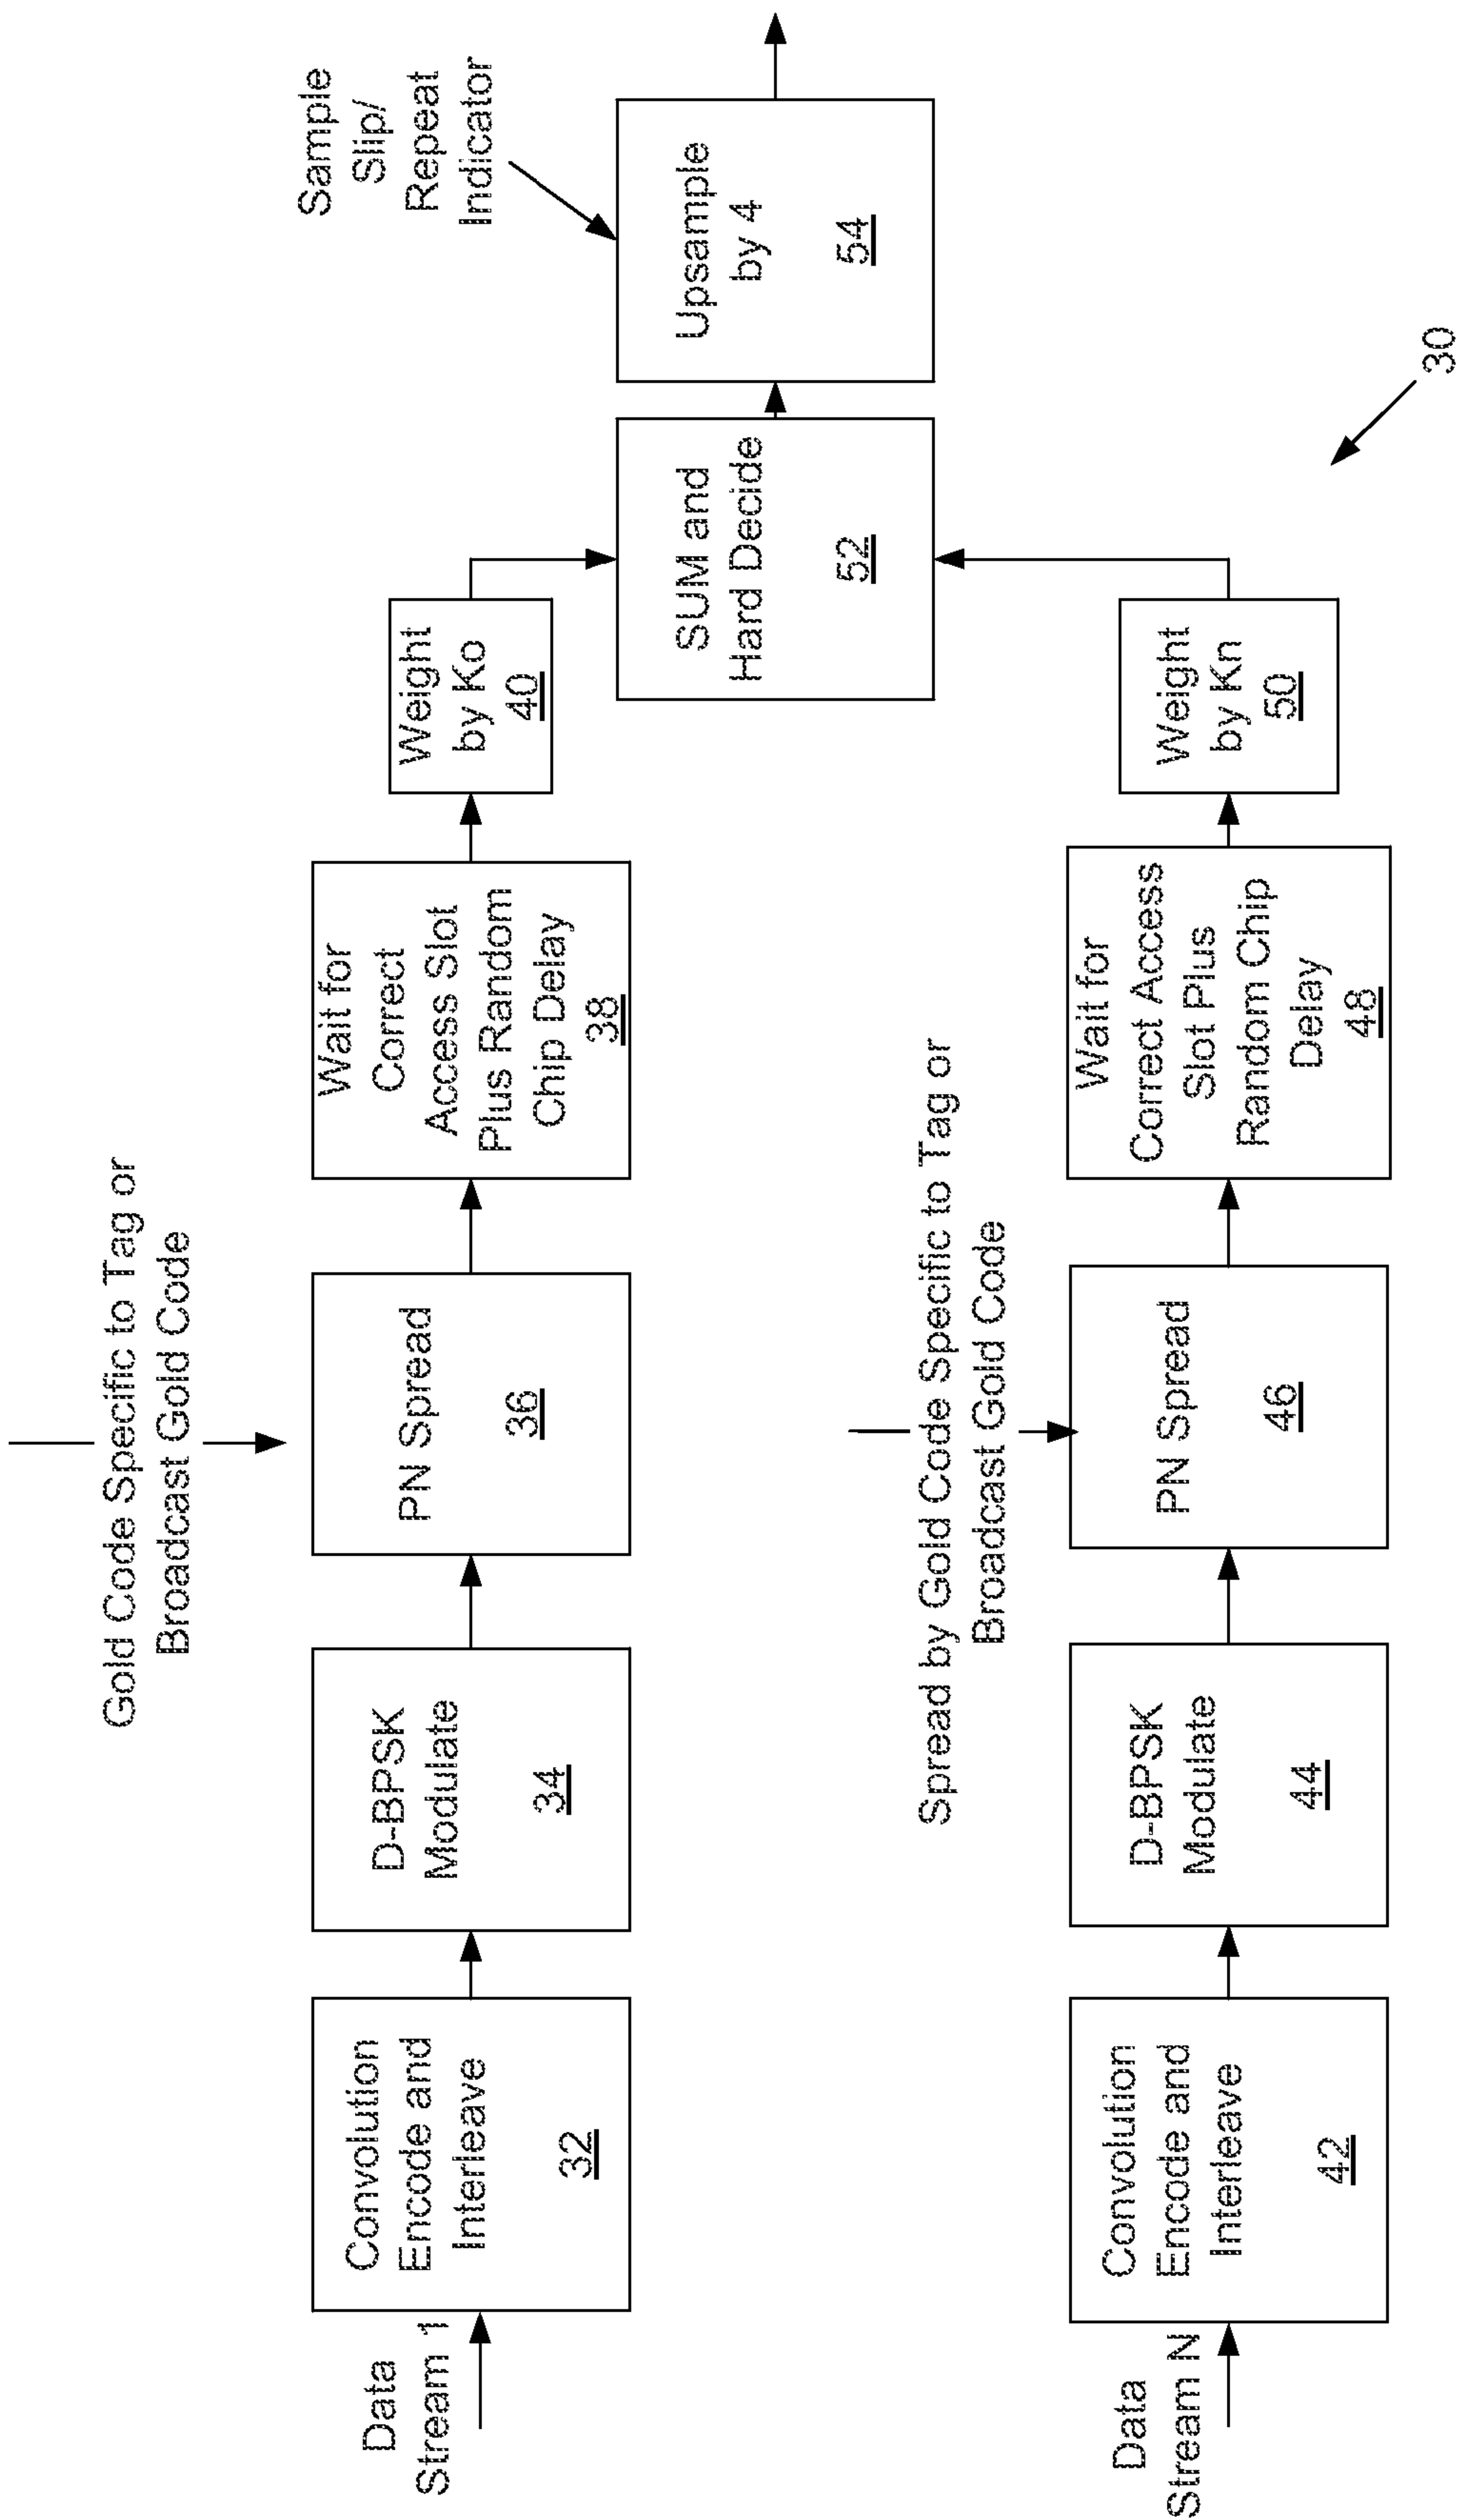 Data
Stream 1
Convolution
Encode and
Interleave
32
D-BPSK
Modulate
34
Gold Code Specific to Tag or
Broadcast Gold Code
PN Spread
36
Wait for
Correct
Access Slot
Plus Random
Chip Delay
38
Weight
by Ko
40
Data
Stream N
Convolution
Encode and
Interleave
42
D-BPSK
Modulate
44
Spread by Gold Code Specific to Tag or
Broadcast Gold Code
PN Spread
46
Wait for
Correct Access
Slot Plus
Random Chip
Delay
48
Weight
by Kn
50
SUM and
Hard Decide
52
Sample
Slip/
Repeat
Indicator
Upsample
by 4
54
30